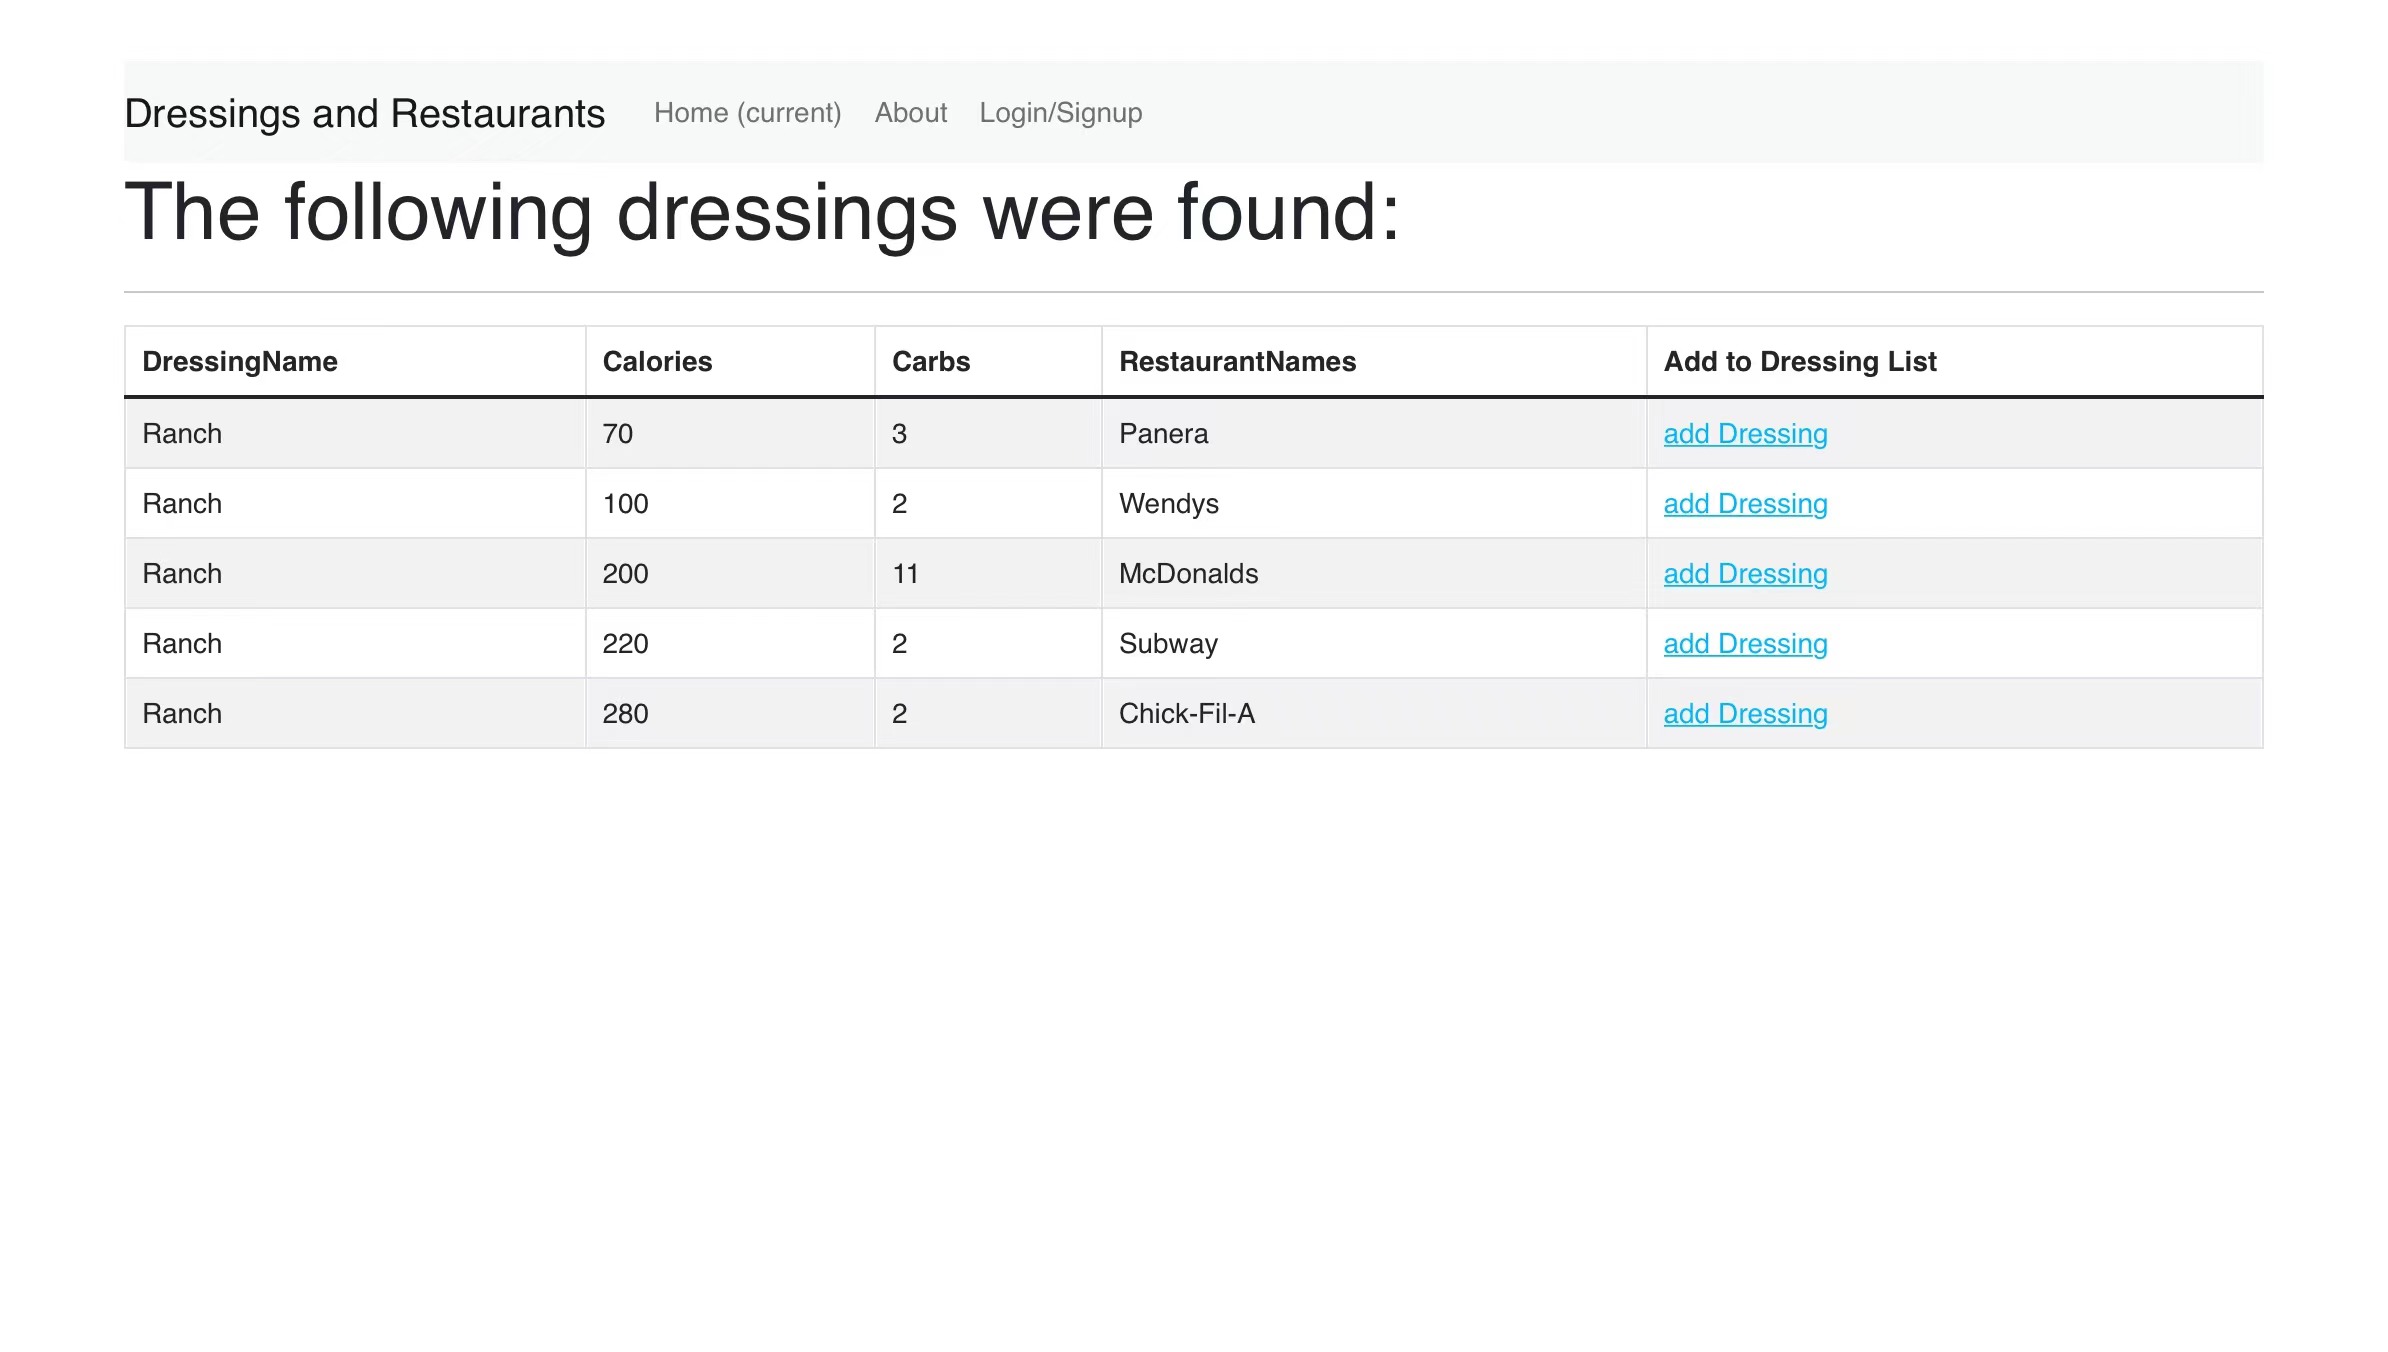 Dressings and Restaurants Home (current) About Login/Signup
The following dressings were found:
DressingName Calories Carbs RestaurantNames Add to Dressing List
Ranch 70 3 Panera add Dressing
Ranch 100 2 Wendys add Dressing
Ranch 200 11 McDonalds add Dressing
Ranch 220 2 Subway add Dressing
Ranch 280 2 Chick-Fil-A add Dressing